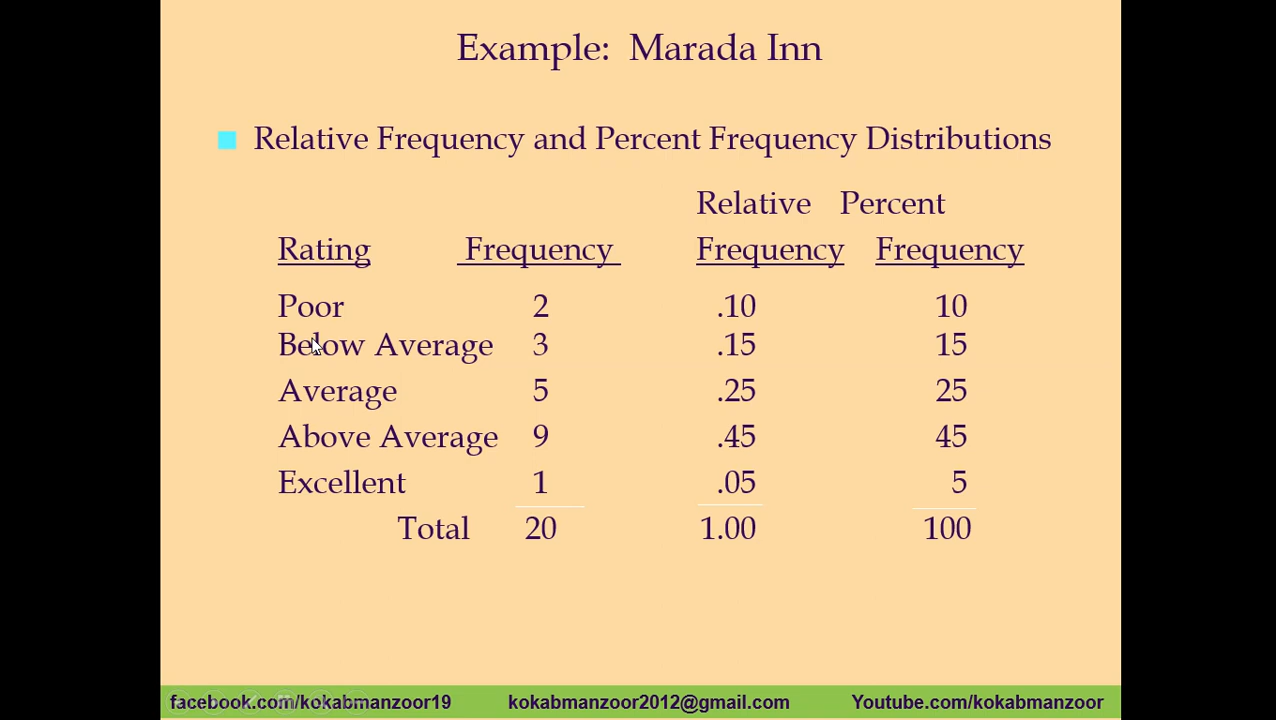 Example: Marada Inn
Relative Frequency and Percent Frequency Distributions
Relative Percent
Rating Frequency Frequency Frequency
Poor 2 .10 10
Below Average 3 .15 15
Average 5 .25 25
Above Average 9 .45 45
Excellent 1 .05 5
Total 20 1.00 100
facebook.com/kokabmanzoor19 kokabmanzoor2012@gmail.com Youtube.com/kokabmanzoor